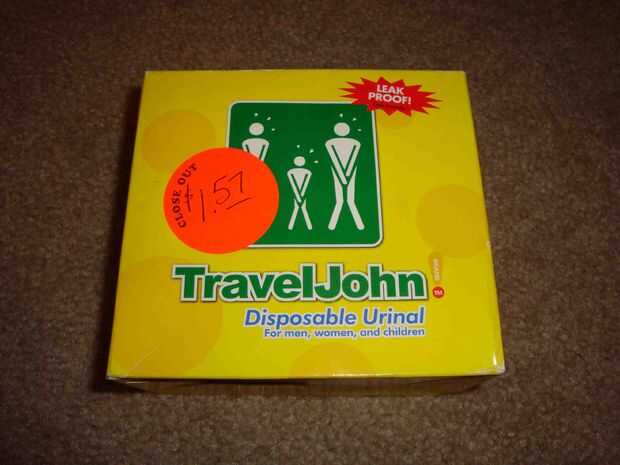 LEAK
PROOF!
CLOSE OUT
$1.57
TravelJohn
TM
Disposable Urinal
For men, women, and children